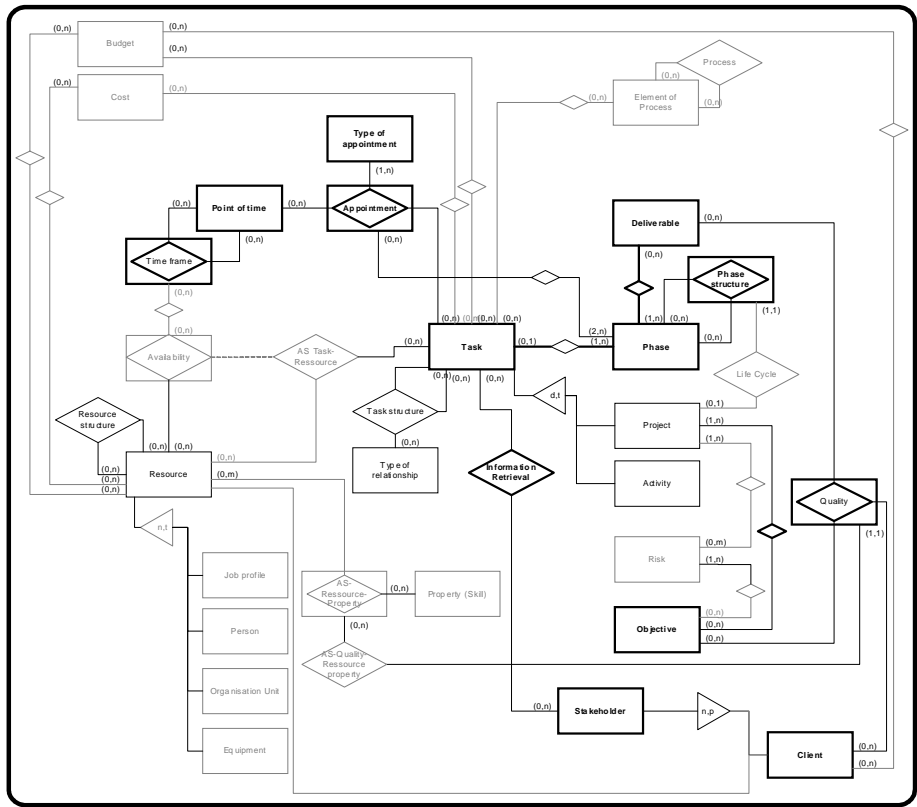 (0,n)
(0,n)
Budget
(0,n)
(0,n)
(0,n)
Cost
Process
(0,n)
(0,n)
Element of
Process
(0,n)
Type of
appointment
(1,n)
(0,n)
Point of time
(0,n)
Appointment
(0,n)
(0,n)
Time frame
(0,n)
Deliverable
(0,n)
(0,n)
Phase
structure
(1,1)
(0,n)
(0,n)
Availability
AS Task-
Ressource
(0,n)
(0,n)
(0,n)
(0,n)
(0,n)
Task
(0,1)
(2,n)
(1,n)
(1,n)
(0,n)
Phase
(0,n)
Life Cycle
(0,n)
(0,n)
(0,n)
d,t
Task structure
(0,n)
Type of
relationship
Information
Retrieval
(0,1)
Project
(1,n)
(1,n)
Activity
Resource
structure
(0,n)
(0,n)
(0,n)
(0,n)
(0,n)
Resource
(0,n)
(0,m)
Quality
(1,1)
n,t
Job profile
Person
Organisation Unit
Equipment
AS-
Ressource-
Property
(0,n)
Property (Skill)
(0,n)
AS-Quality-
Ressource
property
(0,m)
Risk
(1,n)
(0,n)
Objective
(0,n)
(0,n)
(0,n)
Stakeholder
n,p
Client
(0,n)
(0,n)